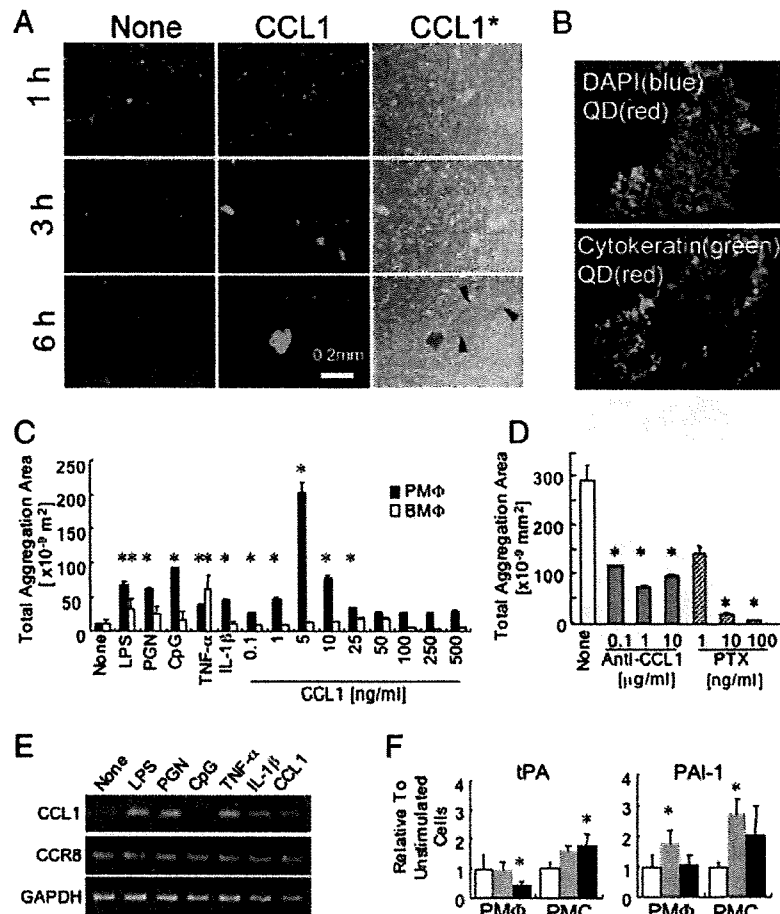 A
None CCL1 CCL1*
1 h
3 h
6 h
0.2mm
B
DAPI(blue)
QD(red)
Cytokeratin(green)
QD(red)
C
Total Aggregation Area
[x10⁻⁹ m²]
250
200
150
100
50
0
** * * ** * * * * * *
PMΦ
BMΦ
None LPS PGN CpG TNF-α IL-1β 0.1 1 5 10 25 50 100 250 500
CCL1 [ng/ml]
D
Total Aggregation Area
[x10⁻⁹ mm²]
300
200
100
0
* * * * *
None 0.1 1 10 1 10 100
Anti-CCL1 PTX
[μg/ml] [ng/ml]
E
None LPS PGN CpG TNF-α IL-1β CCL1
CCL1
CCR8
GAPDH
F
Relative To
Unstimulated
Cells
tPA
4
3
2
1
0
* *
PMΦ PMC
PAI-1
4
3
2
1
0
* *
PMΦ PMC